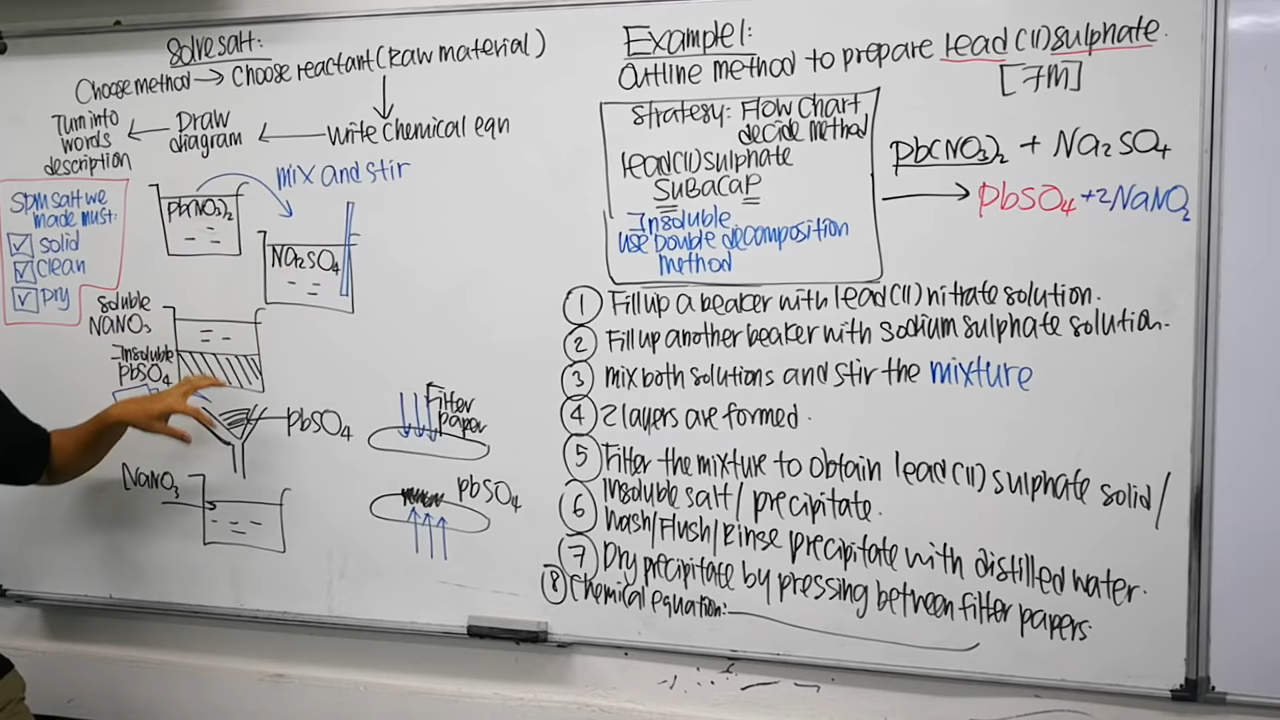 Solve salt:
Choose method → Choose reactant (Raw material)
Write Chemical eqn
Draw
diagram
Turn into
words
description
SPM salt we
made must:
☑ solid
☑ clean
☑ Dry
Pb(NO3)2
mix and stir
Na2SO4
soluble
NaNO3
Insoluble
PbSO4
PbSO4
NaNO3
Filter
paper
PbSO4
Example 1:
Outline method to prepare lead (II) sulphate.
[7M]
Strategy: Flow Chart
decide method
lead(II) sulphate
SUBaCaP
Insoluble
use Double decomposition
method
Pb(NO3)2 + Na2SO4
→ PbSO4 + 2NaNO2
① Fill up a beaker with lead(II) nitrate solution.
② Fill up another beaker with sodium sulphate solution.
③ mix both solutions and stir the mixture
④ 2 layers are formed.
⑤ Filter the mixture to obtain lead (II) sulphate solid/
Insoluble salt/ precipitate.
⑥ Wash/Flush/Rinse precipitate with distilled water.
⑦ Dry precipitate by pressing between filter papers
⑧ Chemical equation: